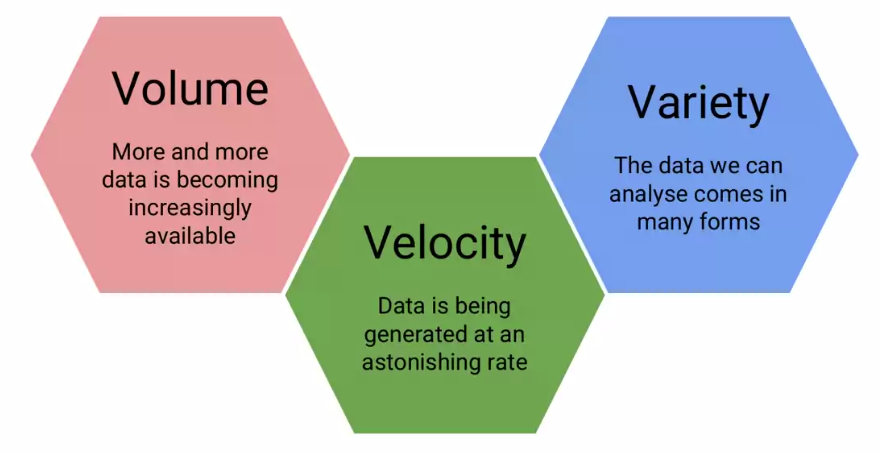 Volume
More and more
data is becoming
increasingly
available
Velocity
Data is being
generated at an
astonishing rate
Variety
The data we can
analyse comes in
many forms